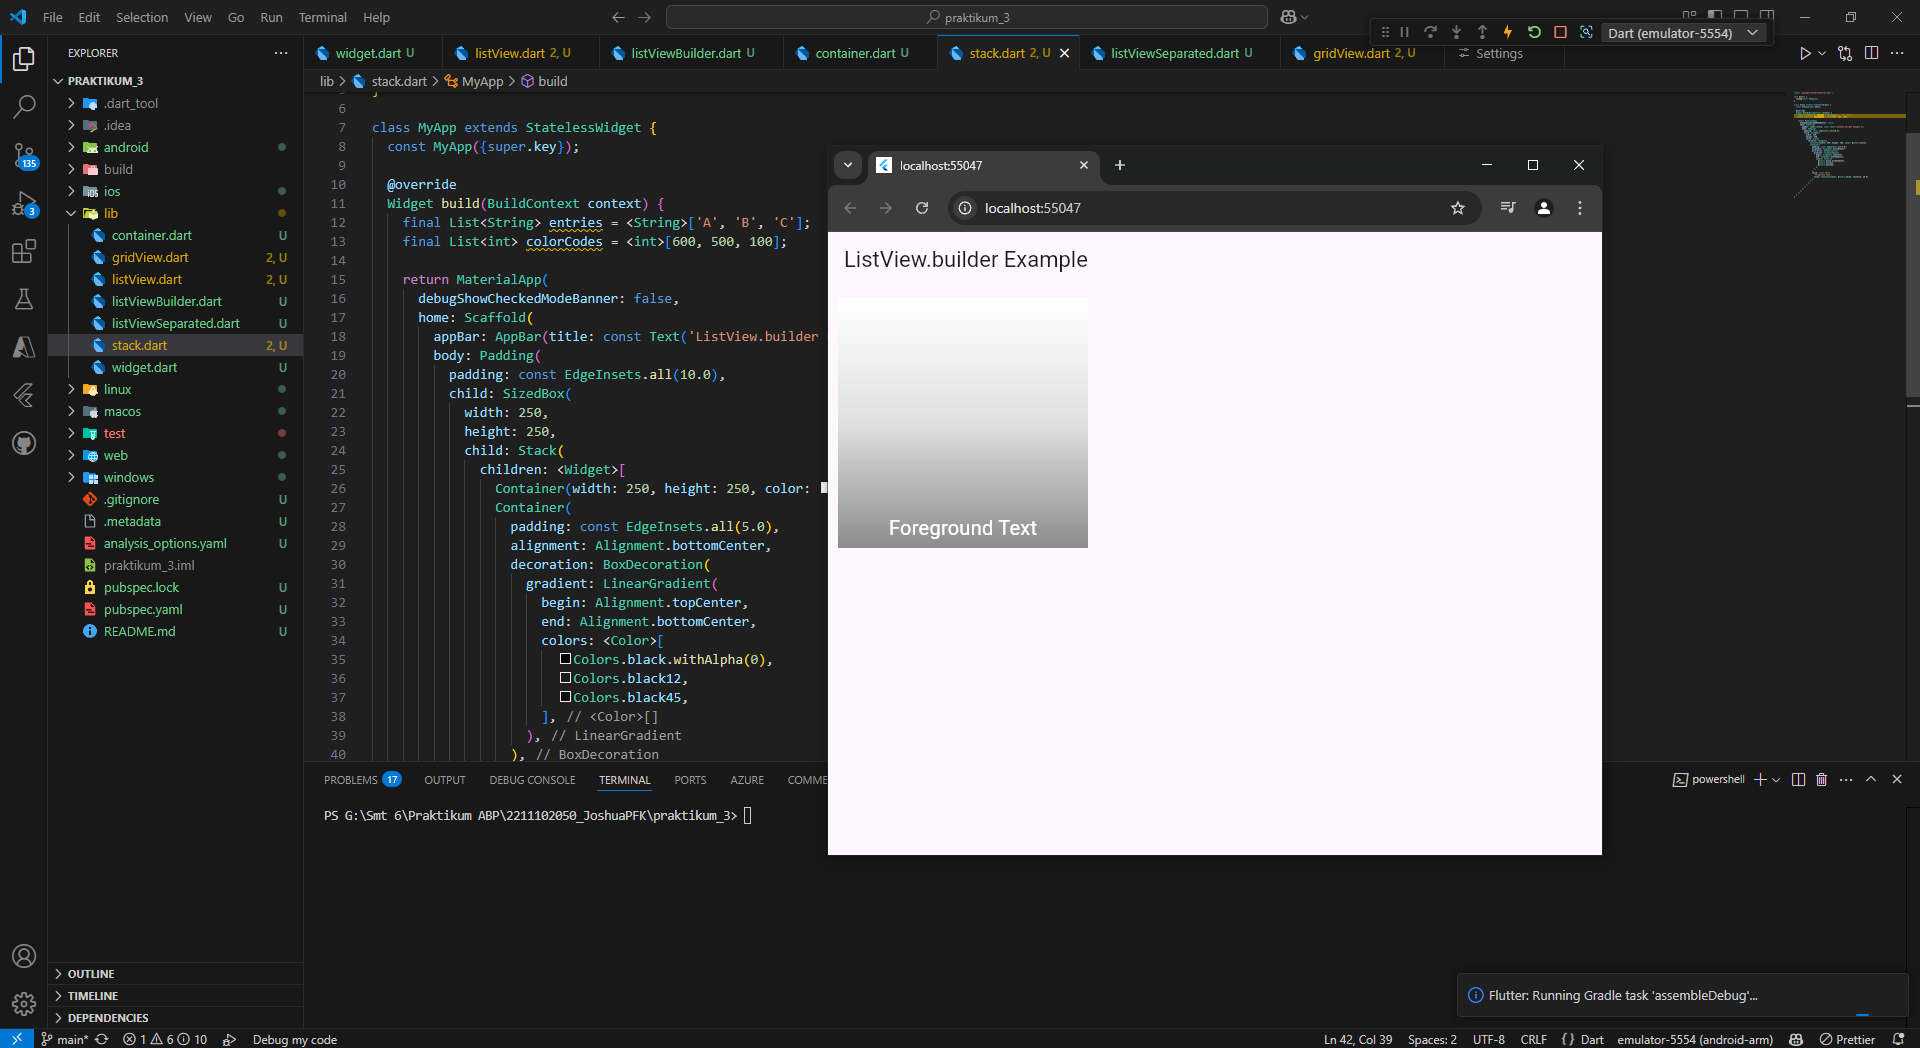 File Edit Selection View Go Run Terminal Help
praktikum_3
Dart (emulator-5554)
EXPLORER
PRAKTIKUM_3
.dart_tool
.idea
android
build
ios
lib
container.dart U
gridView.dart 2, U
listView.dart 2, U
listViewBuilder.dart U
listViewSeparated.dart U
stack.dart 2, U
widget.dart U
linux
macos
test
web
windows
.gitignore U
.metadata U
analysis_options.yaml U
praktikum_3.iml
pubspec.lock U
pubspec.yaml U
README.md U
OUTLINE
TIMELINE
DEPENDENCIES
135
3
widget.dart U listView.dart 2, U listViewBuilder.dart U container.dart U stack.dart 2, U listViewSeparated.dart U gridView.dart 2, U Settings
lib > stack.dart > MyApp > build
6
7 class MyApp extends StatelessWidget {
8 const MyApp({super.key});
9
10 @override
11 Widget build(BuildContext context) {
12 final List<String> entries = <String>['A', 'B', 'C'];
13 final List<int> colorCodes = <int>[600, 500, 100];
14
15 return MaterialApp(
16 debugShowCheckedModeBanner: false,
17 home: Scaffold(
18 appBar: AppBar(title: const Text('ListView.builder
19 body: Padding(
20 padding: const EdgeInsets.all(10.0),
21 child: SizedBox(
22 width: 250,
23 height: 250,
24 child: Stack(
25 children: <Widget>[
26 Container(width: 250, height: 250, color:
27 Container(
28 padding: const EdgeInsets.all(5.0),
29 alignment: Alignment.bottomCenter,
30 decoration: BoxDecoration(
31 gradient: LinearGradient(
32 begin: Alignment.topCenter,
33 end: Alignment.bottomCenter,
34 colors: <Color>[
35 Colors.black.withAlpha(0),
36 Colors.black12,
37 Colors.black45,
38 ], // <Color>[]
39 ), // LinearGradient
40 ), // BoxDecoration
localhost:55047
localhost:55047
ListView.builder Example
Foreground Text
PROBLEMS 17 OUTPUT DEBUG CONSOLE TERMINAL PORTS AZURE COMME
powershell
PS G:\Smt 6\Praktikum ABP\2211102050_JoshuaPFK\praktikum_3>
Flutter: Running Gradle task 'assembleDebug'...
main* 1 6 10 Debug my code
Ln 42, Col 39 Spaces: 2 UTF-8 CRLF { } Dart emulator-5554 (android-arm) Prettier